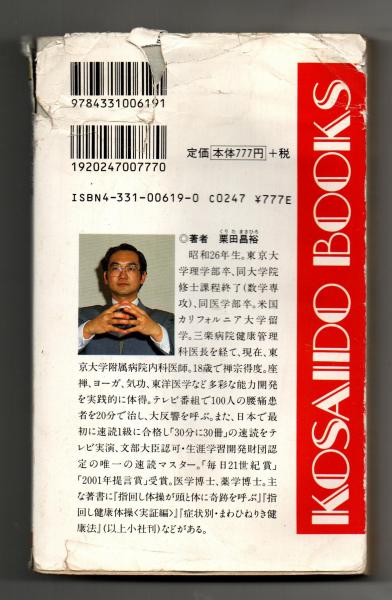 9784331006191
1920247007770
定価 本体777円 +税
ISBN4-331-00619-0 C0247 ¥777E
KOSAIDO BOOKS
くりたまさひろ
◎著者 栗田昌裕
昭和26年生。東京大
学理学部卒、同大学院
修士課程終了(数学専
攻)、同医学部卒。米国
カリフォルニア大学留
学。三楽病院健康管理
科医長を経て、現在、東
京大学附属病院内科医師。18歳で禅宗得度。座
禅、ヨーガ、気功、東洋医学など多彩な能力開発
を実践的に体得。テレビ番組で100人の腰痛患
者を20分で治し、大反響を呼ぶ。また、日本で最
初に速読1級に合格し「30分に30冊」の速読をテ
レビ実演、文部大臣認可・生涯学習開発財団認
定の唯一の速読マスター。「毎日21世紀賞」
「2001年提言賞」受賞。医学博士、薬学博士。主
な著書に『指回し体操が頭と体に奇跡を呼ぶ』『指
回し健康体操〈実証編〉』『症状別・まわひねりき健
康法』(以上小社刊)などがある。